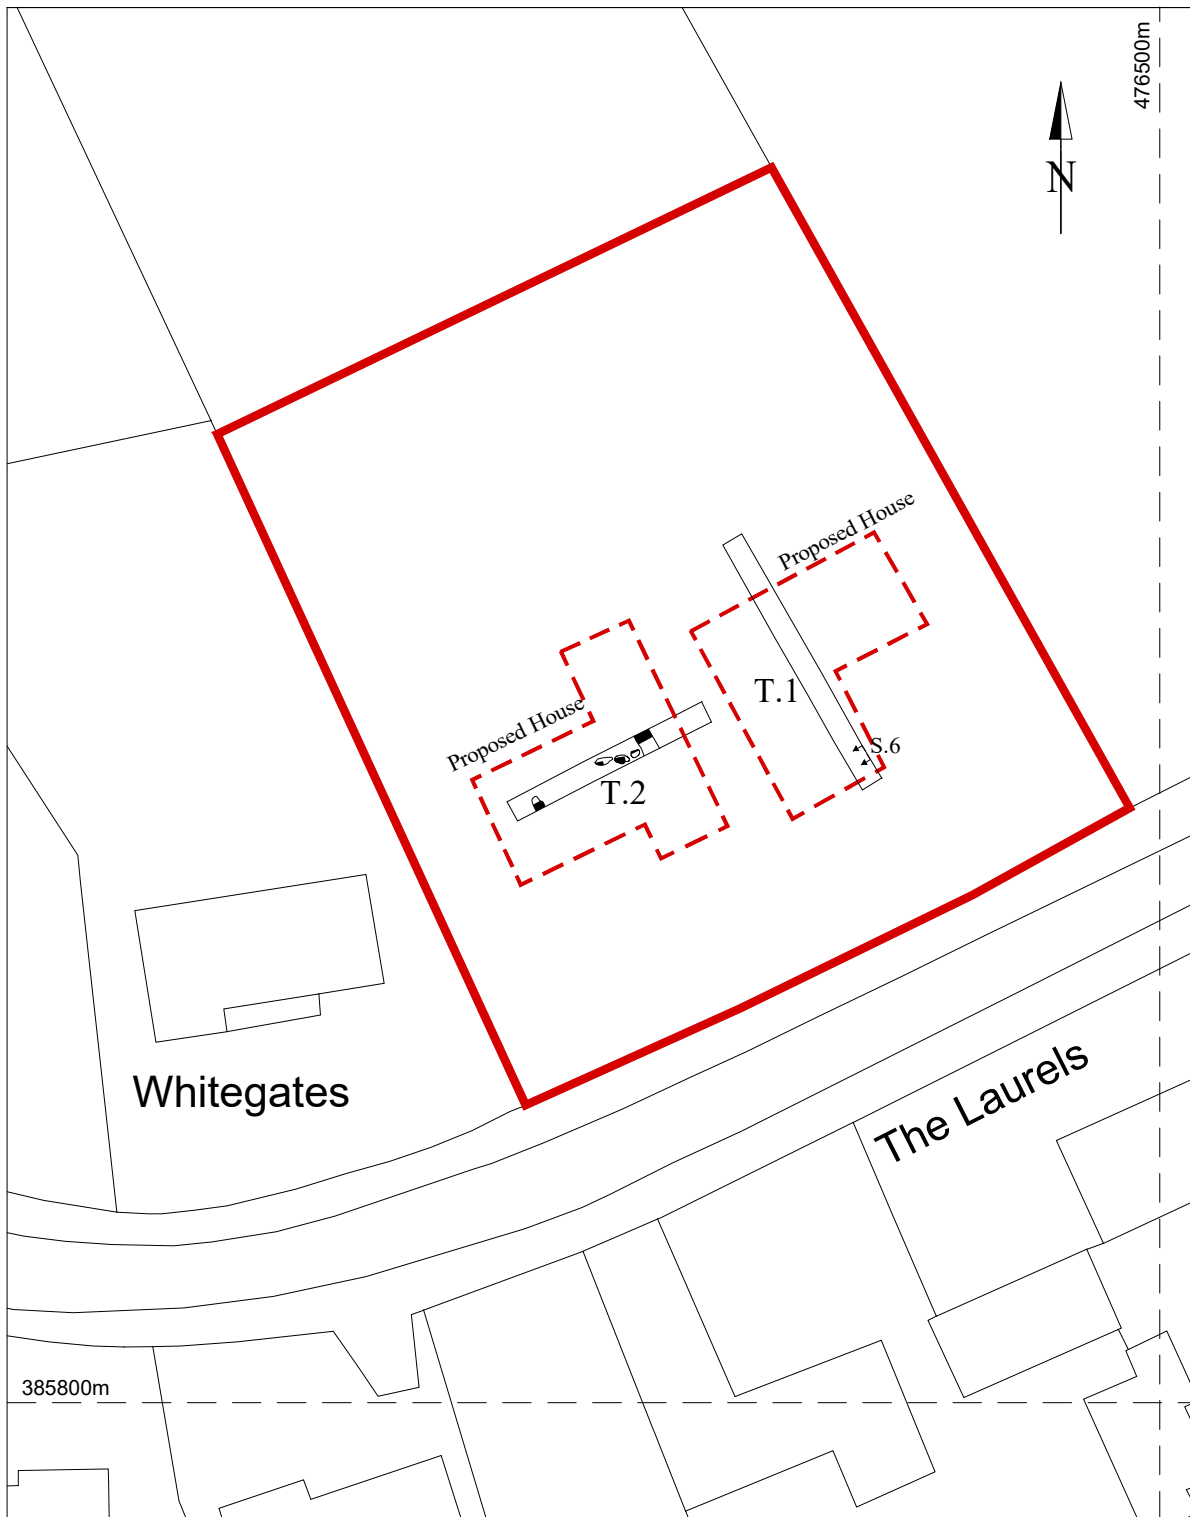 476500m
N
Proposed House
T.1
S.6
Proposed House
T.2
Whitegates
The Laurels
385800m